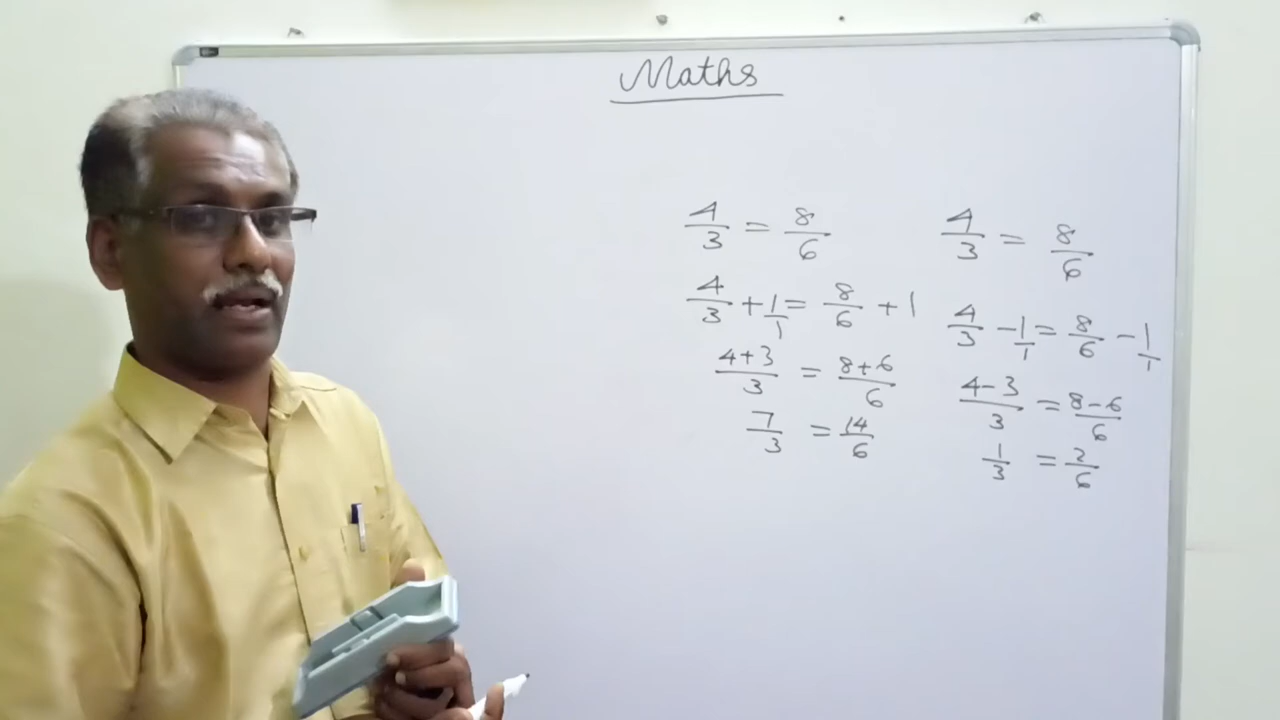 Maths
4/3 = 8/6
4/3 + 1/1 = 8/6 + 1
4+3/3 = 8+6/6
7/3 = 14/6
4/3 = 8/6
4/3 - 1/1 = 8/6 - 1/1
4-3/3 = 8-6/6
1/3 = 2/6